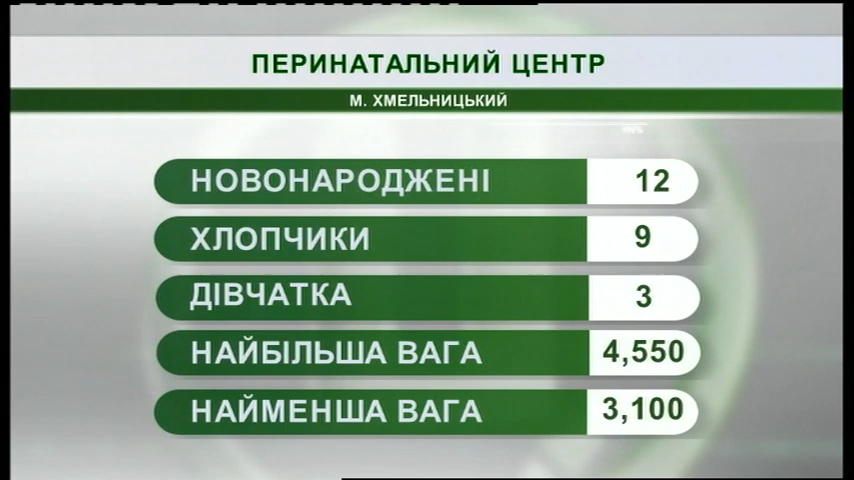 ПЕРИНАТАЛЬНИЙ ЦЕНТР
М. ХМЕЛЬНИЦЬКИЙ
НОВОНАРОДЖЕНІ 12
ХЛОПЧИКИ 9
ДІВЧАТКА 3
НАЙБІЛЬША ВАГА 4,550
НАЙМЕНША ВАГА 3,100